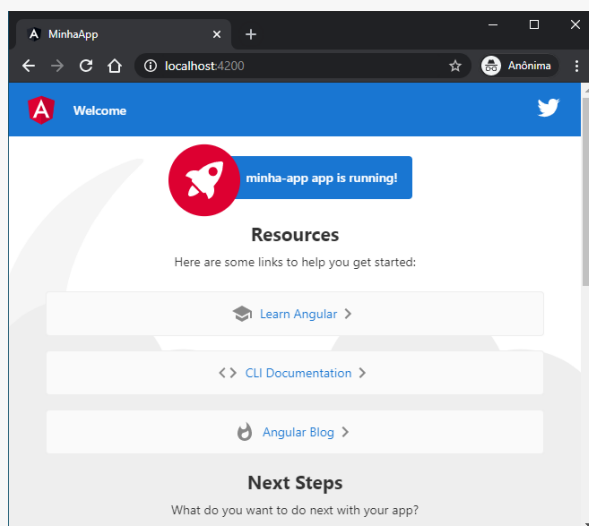 MinhaApp
localhost:4200
Anônima
Welcome
minha-app app is running!
Resources
Here are some links to help you get started:
Learn Angular
CLI Documentation
Angular Blog
Next Steps
What do you want to do next with your app?